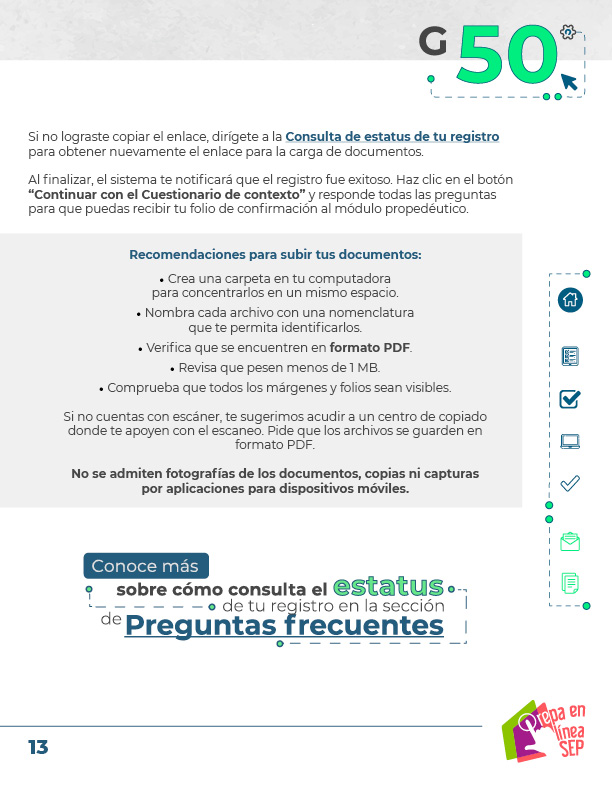 G 50
Si no lograste copiar el enlace, dirígete a la Consulta de estatus de tu registro
para obtener nuevamente el enlace para la carga de documentos.
Al finalizar, el sistema te notificará que el registro fue exitoso. Haz clic en el botón
“Continuar con el Cuestionario de contexto” y responde todas las preguntas
para que puedas recibir tu folio de confirmación al módulo propedéutico.
Recomendaciones para subir tus documentos:
• Crea una carpeta en tu computadora
para concentrarlos en un mismo espacio.
• Nombra cada archivo con una nomenclatura
que te permita identificarlos.
• Verifica que se encuentren en formato PDF.
• Revisa que pesen menos de 1 MB.
• Comprueba que todos los márgenes y folios sean visibles.
Si no cuentas con escáner, te sugerimos acudir a un centro de copiado
donde te apoyen con el escaneo. Pide que los archivos se guarden en
formato PDF.
No se admiten fotografías de los documentos, copias ni capturas
por aplicaciones para dispositivos móviles.
Conoce más
sobre cómo consulta el estatus
de tu registro en la sección
de Preguntas frecuentes
13
Prepa en
línea
SEP